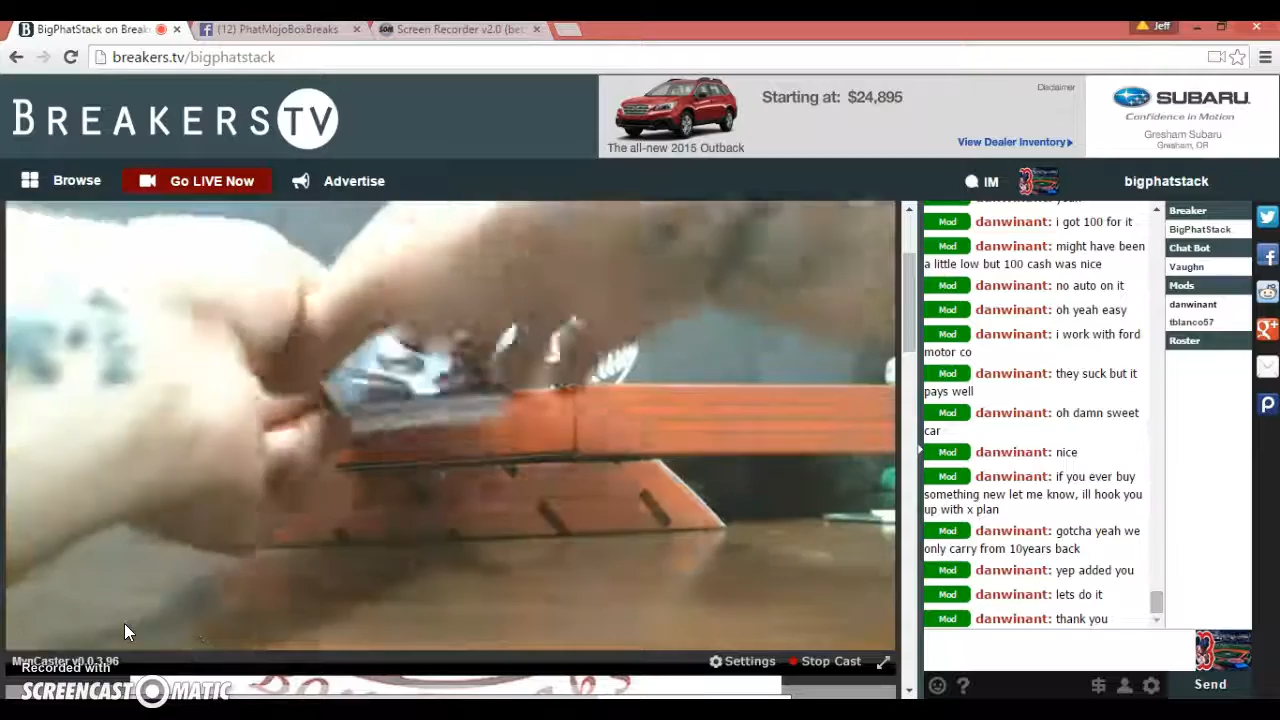 BigPhatStack on Break
(12) PhatMojoBoxBreaks
Screen Recorder v2.0 (bet
Jeff
breakers.tv/bigphatstack
BREAKERS TV
Starting at: $24,895
Disclaimer
The all-new 2015 Outback
View Dealer Inventory
SUBARU.
Confidence in Motion
Gresham Subaru
Gresham, OR
Browse
Go LIVE Now
Advertise
IM
bigphatstack
Mod danwinant: i got 100 for it
Mod danwinant: might have been
a little low but 100 cash was nice
Mod danwinant: no auto on it
Mod danwinant: oh yeah easy
Mod danwinant: i work with ford
motor co
Mod danwinant: they suck but it
pays well
Mod danwinant: oh damn sweet
car
Mod danwinant: nice
Mod danwinant: if you ever buy
something new let me know, ill hook you
up with x plan
Mod danwinant: gotcha yeah we
only carry from 10years back
Mod danwinant: yep added you
Mod danwinant: lets do it
Mod danwinant: thank you
Breaker
BigPhatStack
Chat Bot
Vaughn
Mods
danwinant
tblanco57
Roster
Recorded with
SCREENCAST-O-MATIC
Settings
Stop Cast
Send